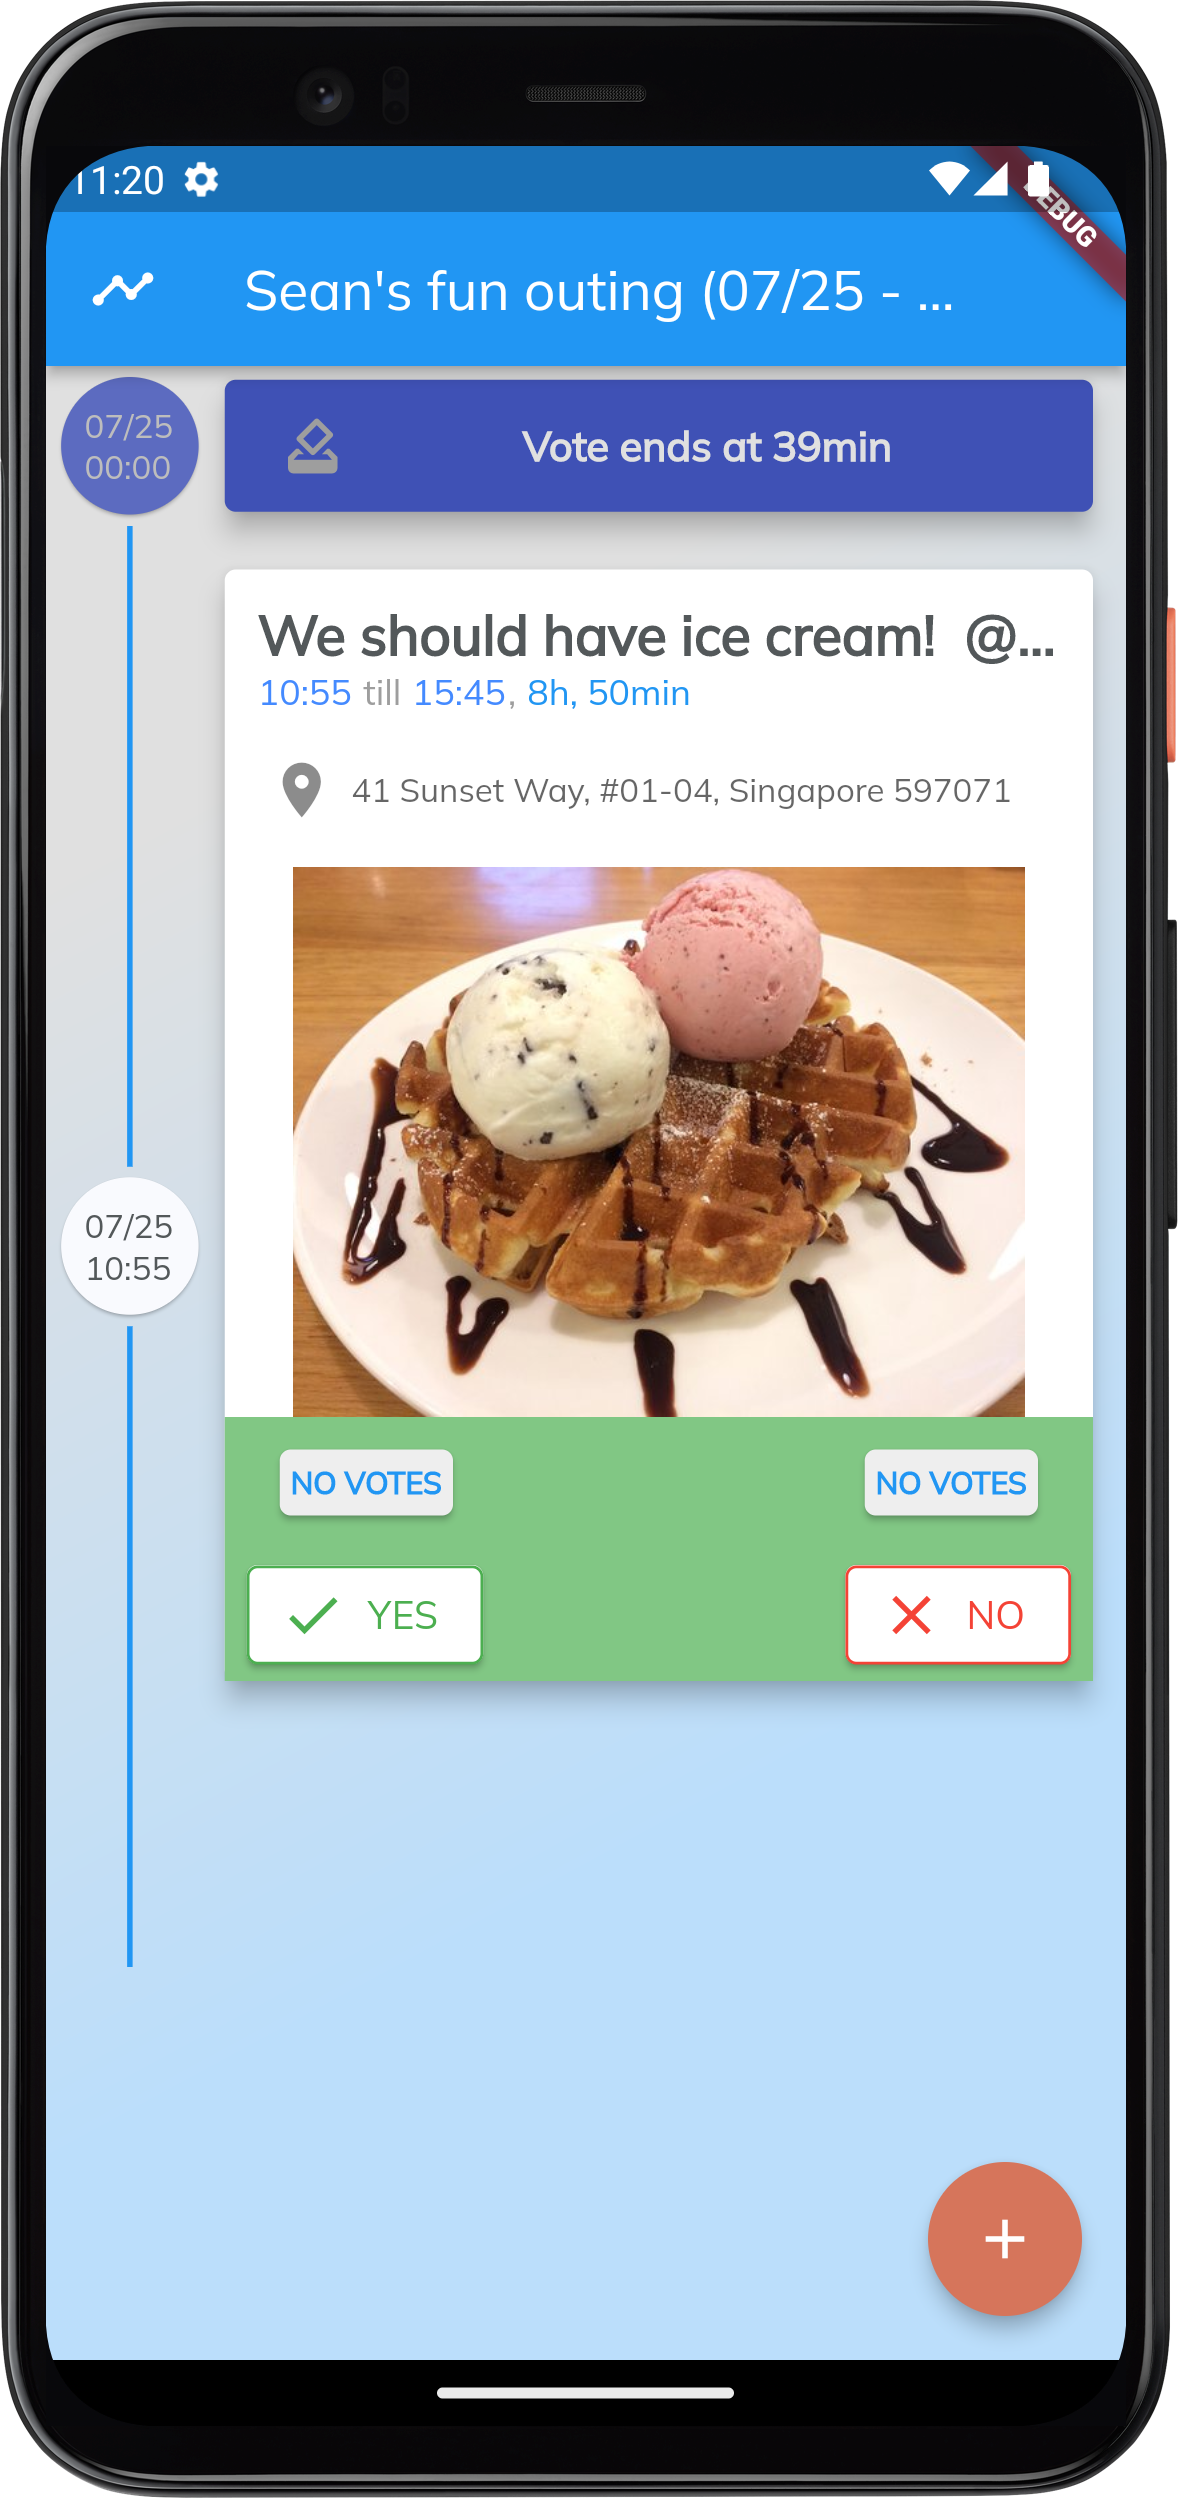 11:20
DEBUG
Sean's fun outing (07/25 - ...
07/25
00:00
Vote ends at 39min
We should have ice cream!  @...
10:55 till 15:45, 8h, 50min
41 Sunset Way, #01-04, Singapore 597071
07/25
10:55
NO VOTES
NO VOTES
YES
NO